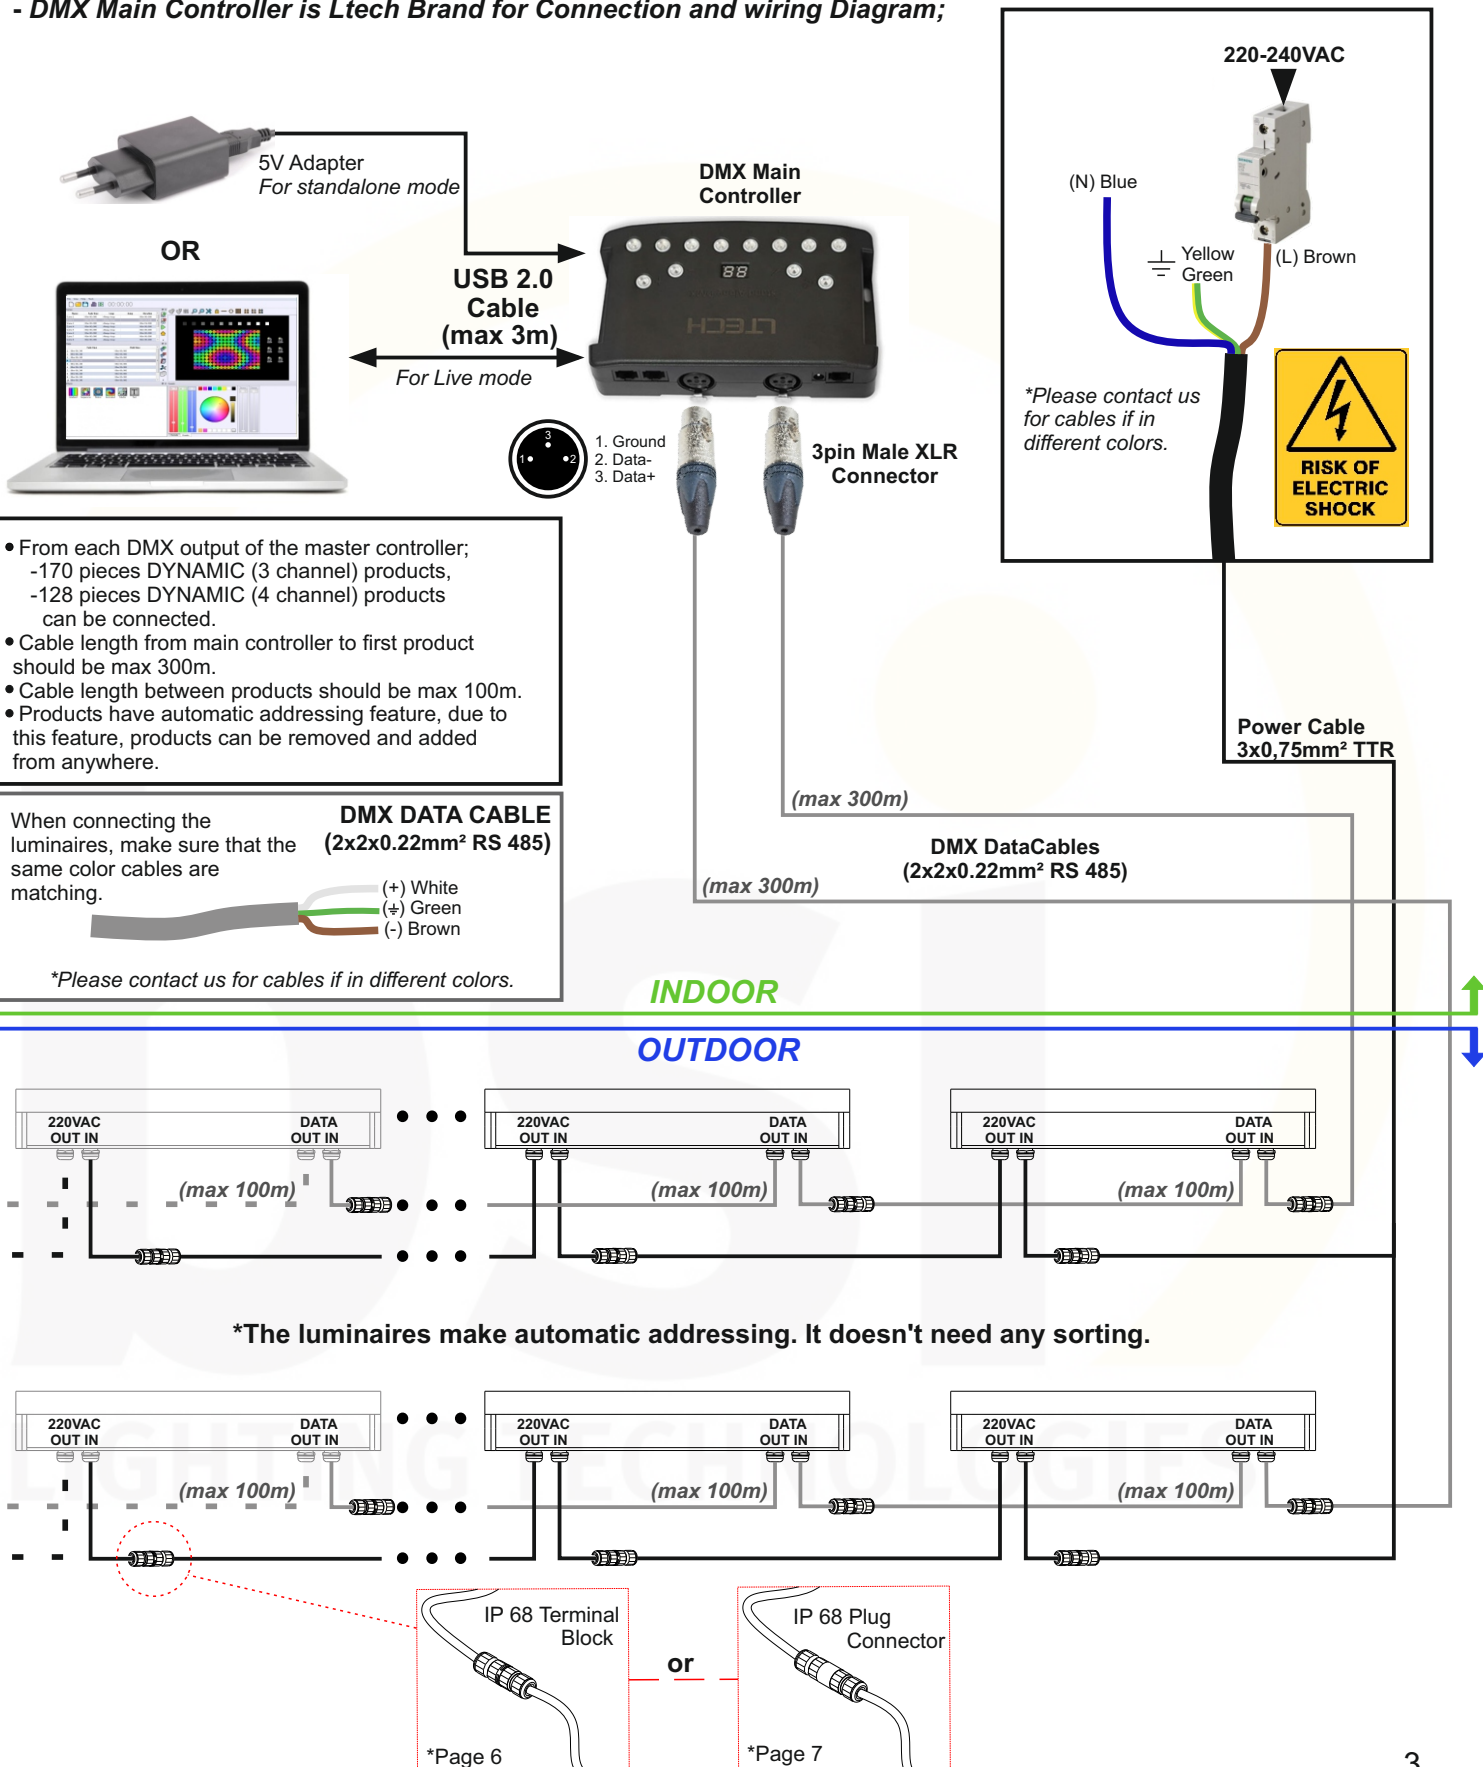 - DMX Main Controller is Ltech Brand for Connection and wiring Diagram;
220-240VAC
5V Adapter
For standalone mode
DMX Main
Controller
(N) Blue
Yellow
Green
(L) Brown
OR
USB 2.0
Cable
(max 3m)
For Live mode
88
LTECH
*Please contact us
for cables if in
different colors.
RISK OF
ELECTRIC
SHOCK
3
1
2
1. Ground
2. Data-
3. Data+
3pin Male XLR
Connector
• From each DMX output of the master controller;
-170 pieces DYNAMIC (3 channel) products,
-128 pieces DYNAMIC (4 channel) products
can be connected.
• Cable length from main controller to first product
should be max 300m.
• Cable length between products should be max 100m.
• Products have automatic addressing feature, due to
this feature, products can be removed and added
from anywhere.
Power Cable
3x0,75mm² TTR
When connecting the
luminaires, make sure that the
same color cables are
matching.
DMX DATA CABLE
(2x2x0.22mm² RS 485)
(+) White
(⏚) Green
(-) Brown
*Please contact us for cables if in different colors.
(max 300m)
DMX DataCables
(2x2x0.22mm² RS 485)
(max 300m)
INDOOR
OUTDOOR
220VAC
OUT IN
DATA
OUT IN
220VAC
OUT IN
DATA
OUT IN
220VAC
OUT IN
DATA
OUT IN
(max 100m)
(max 100m)
(max 100m)
*The luminaires make automatic addressing. It doesn't need any sorting.
220VAC
OUT IN
DATA
OUT IN
220VAC
OUT IN
DATA
OUT IN
220VAC
OUT IN
DATA
OUT IN
(max 100m)
(max 100m)
(max 100m)
LIGHTING TECHNOLOGIES
IP 68 Terminal
Block
*Page 6
or
IP 68 Plug
Connector
*Page 7
3